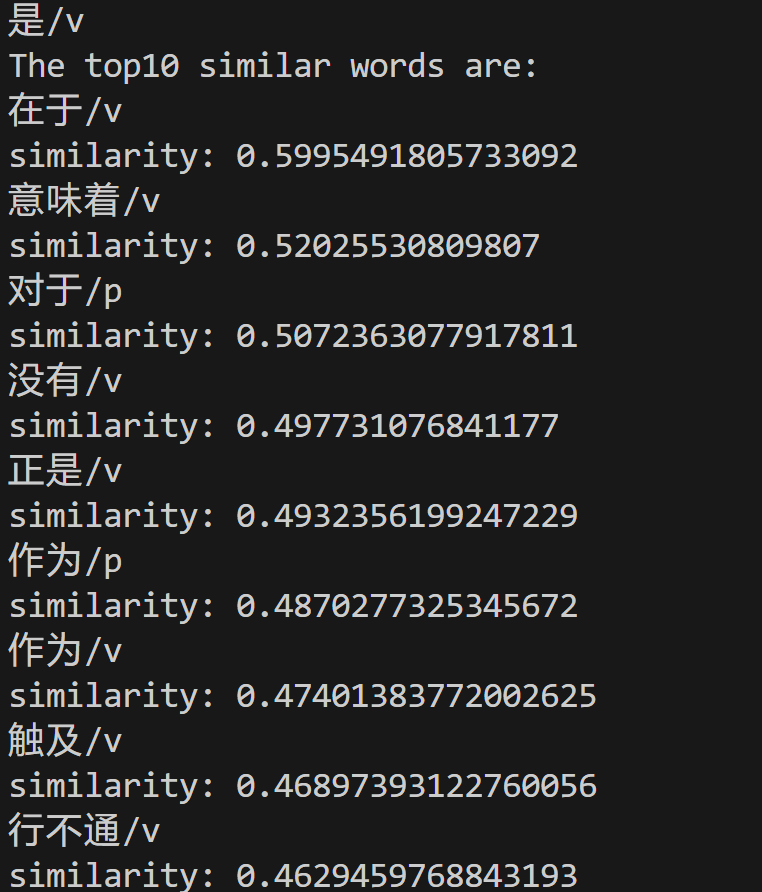 是/v
The top10 similar words are:
在于/v
similarity: 0.5995491805733092
意味着/v
similarity: 0.52025530809807
对于/p
similarity: 0.5072363077917811
没有/v
similarity: 0.497731076841177
正是/v
similarity: 0.4932356199247229
作为/p
similarity: 0.4870277325345672
作为/v
similarity: 0.47401383772002625
触及/v
similarity: 0.46897393122760056
行不通/v
similarity: 0.4629459768843193